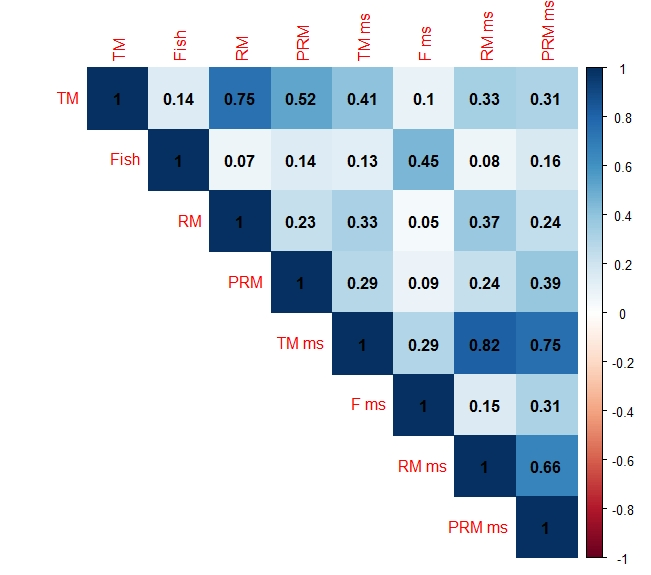 TM Fish RM PRM TM ms F ms RM ms PRM ms
TM 1 0.14 0.75 0.52 0.41 0.1 0.33 0.31
Fish 1 0.07 0.14 0.13 0.45 0.08 0.16
RM 1 0.23 0.33 0.05 0.37 0.24
PRM 1 0.29 0.09 0.24 0.39
TM ms 1 0.29 0.82 0.75
F ms 1 0.15 0.31
RM ms 1 0.66
PRM ms 1
1
0.8
0.6
0.4
0.2
0
-0.2
-0.4
-0.6
-0.8
-1